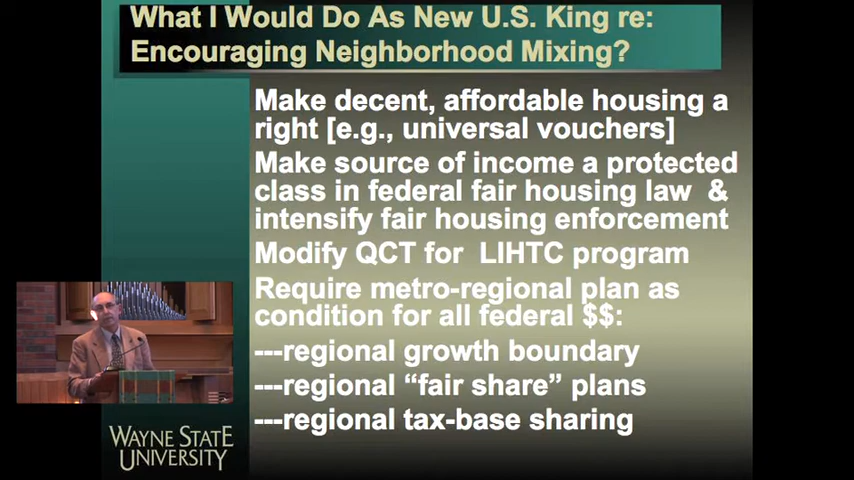 What I Would Do As New U.S. King re:
Encouraging Neighborhood Mixing?
Make decent, affordable housing a
right [e.g., universal vouchers]
Make source of income a protected
class in federal fair housing law &
intensify fair housing enforcement
Modify QCT for LIHTC program
Require metro-regional plan as
condition for all federal $$:
---regional growth boundary
---regional “fair share” plans
---regional tax-base sharing
WAYNE STATE
UNIVERSITY